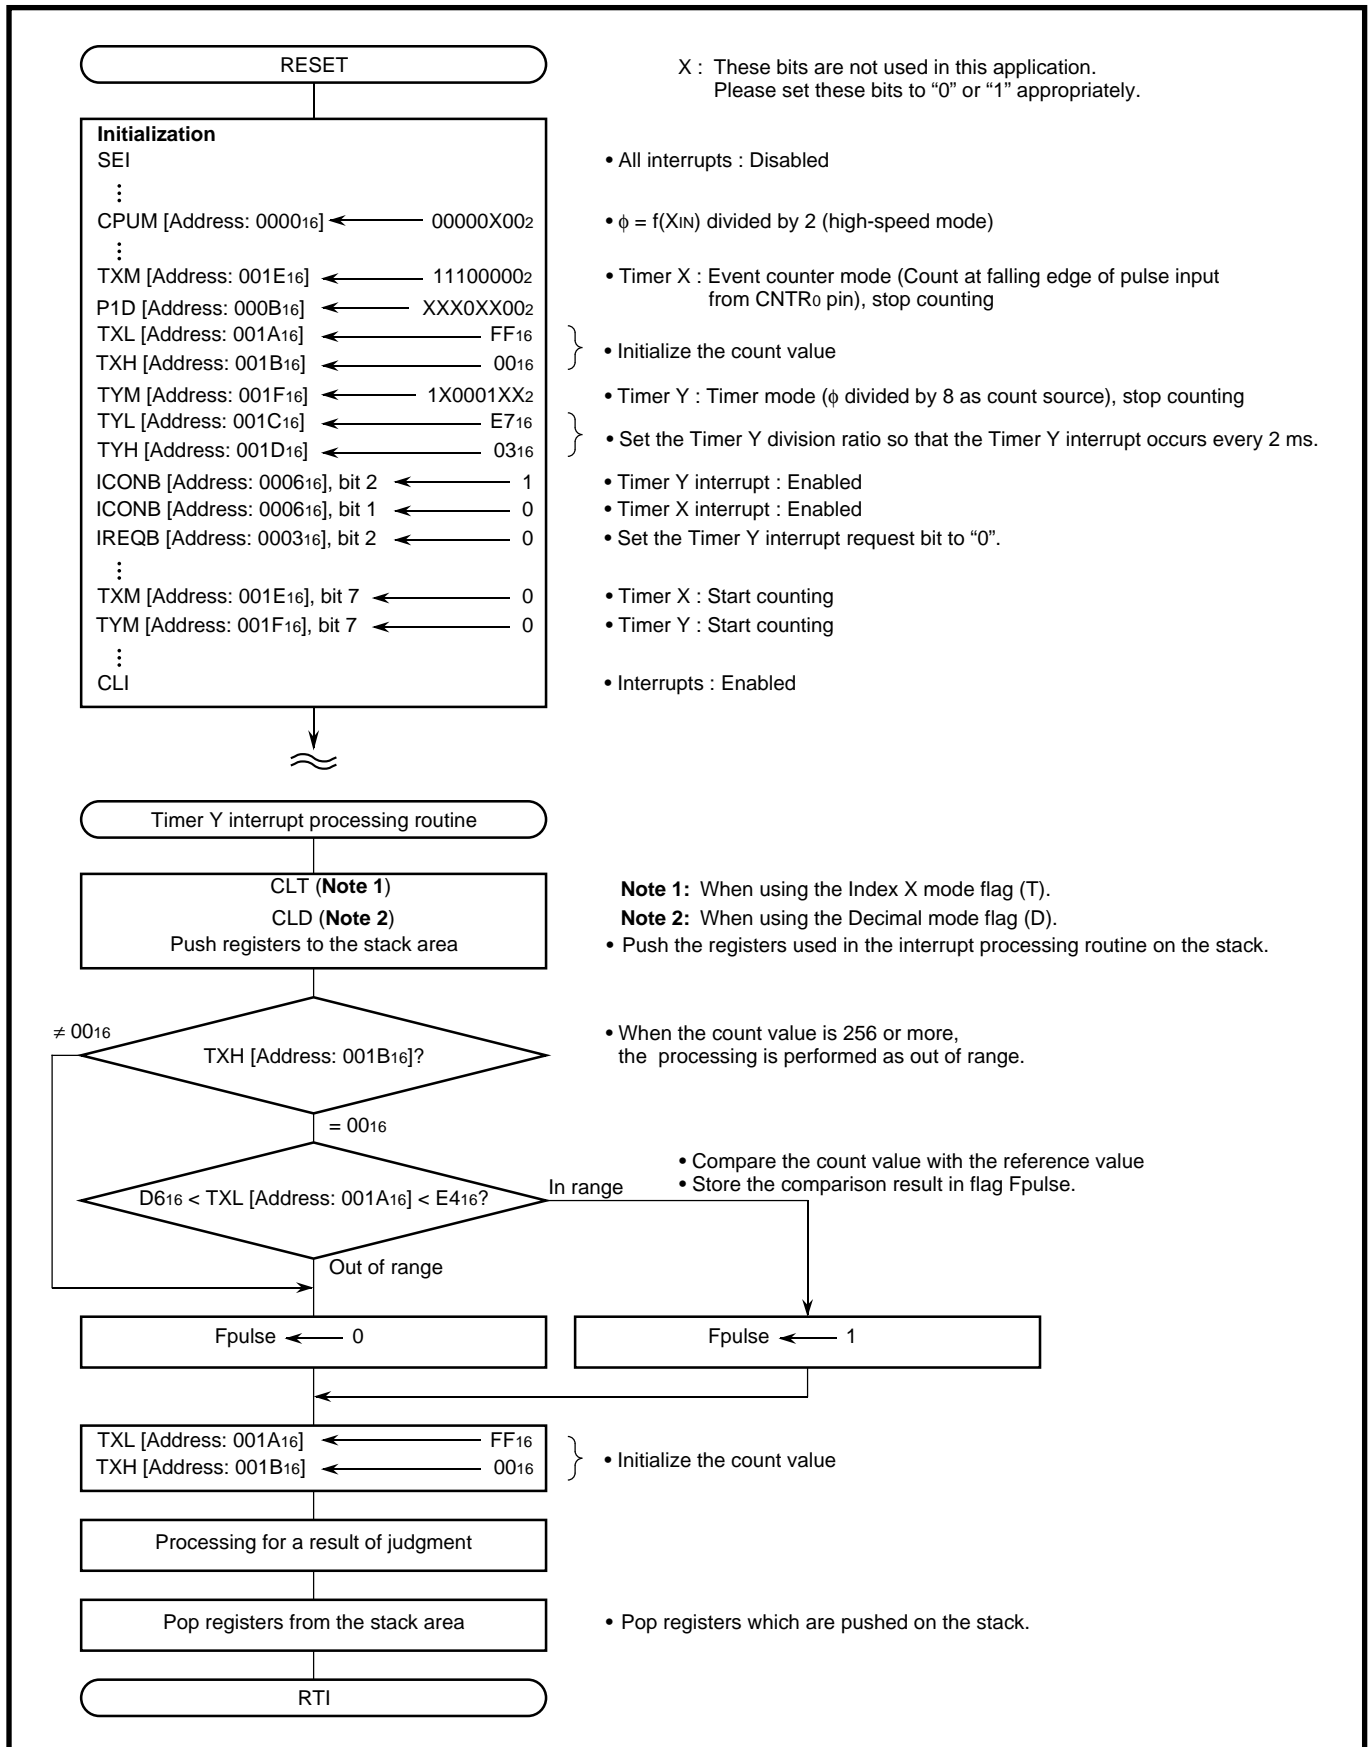 RESET
X : These bits are not used in this application.
Please set these bits to “0” or “1” appropriately.
Initialization
SEI
• All interrupts : Disabled
CPUM [Address: 000016] 00000X002
• ϕ = f(XIN) divided by 2 (high-speed mode)
TXM [Address: 001E16] 111000002
• Timer X : Event counter mode (Count at falling edge of pulse input
from CNTR0 pin), stop counting
P1D [Address: 000B16] XXX0XX002
TXL [Address: 001A16] FF16
TXH [Address: 001B16] 0016
• Initialize the count value
TYM [Address: 001F16] 1X0001XX2
• Timer Y : Timer mode (ϕ divided by 8 as count source), stop counting
TYL [Address: 001C16] E716
TYH [Address: 001D16] 0316
• Set the Timer Y division ratio so that the Timer Y interrupt occurs every 2 ms.
ICONB [Address: 000616], bit 2 1
• Timer Y interrupt : Enabled
ICONB [Address: 000616], bit 1 0
• Timer X interrupt : Enabled
IREQB [Address: 000316], bit 2 0
• Set the Timer Y interrupt request bit to “0”.
TXM [Address: 001E16], bit 7 0
• Timer X : Start counting
TYM [Address: 001F16], bit 7 0
• Timer Y : Start counting
CLI
• Interrupts : Enabled
Timer Y interrupt processing routine
CLT (Note 1)
Note 1: When using the Index X mode flag (T).
CLD (Note 2)
Note 2: When using the Decimal mode flag (D).
Push registers to the stack area
• Push the registers used in the interrupt processing routine on the stack.
≠ 0016
TXH [Address: 001B16]?
• When the count value is 256 or more,
the processing is performed as out of range.
= 0016
• Compare the count value with the reference value
• Store the comparison result in flag Fpulse.
D616 < TXL [Address: 001A16] < E416?
In range
Out of range
Fpulse 0
Fpulse 1
TXL [Address: 001A16] FF16
TXH [Address: 001B16] 0016
• Initialize the count value
Processing for a result of judgment
Pop registers from the stack area
• Pop registers which are pushed on the stack.
RTI